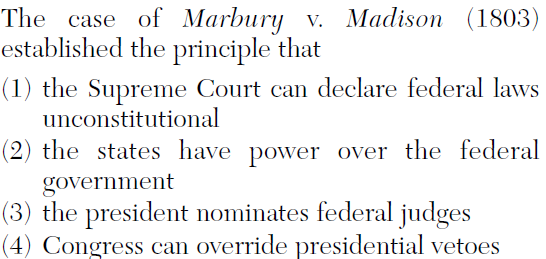 The case of Marbury v. Madison (1803)
established the principle that
(1) the Supreme Court can declare federal laws
unconstitutional
(2) the states have power over the federal
government
(3) the president nominates federal judges
(4) Congress can override presidential vetoes